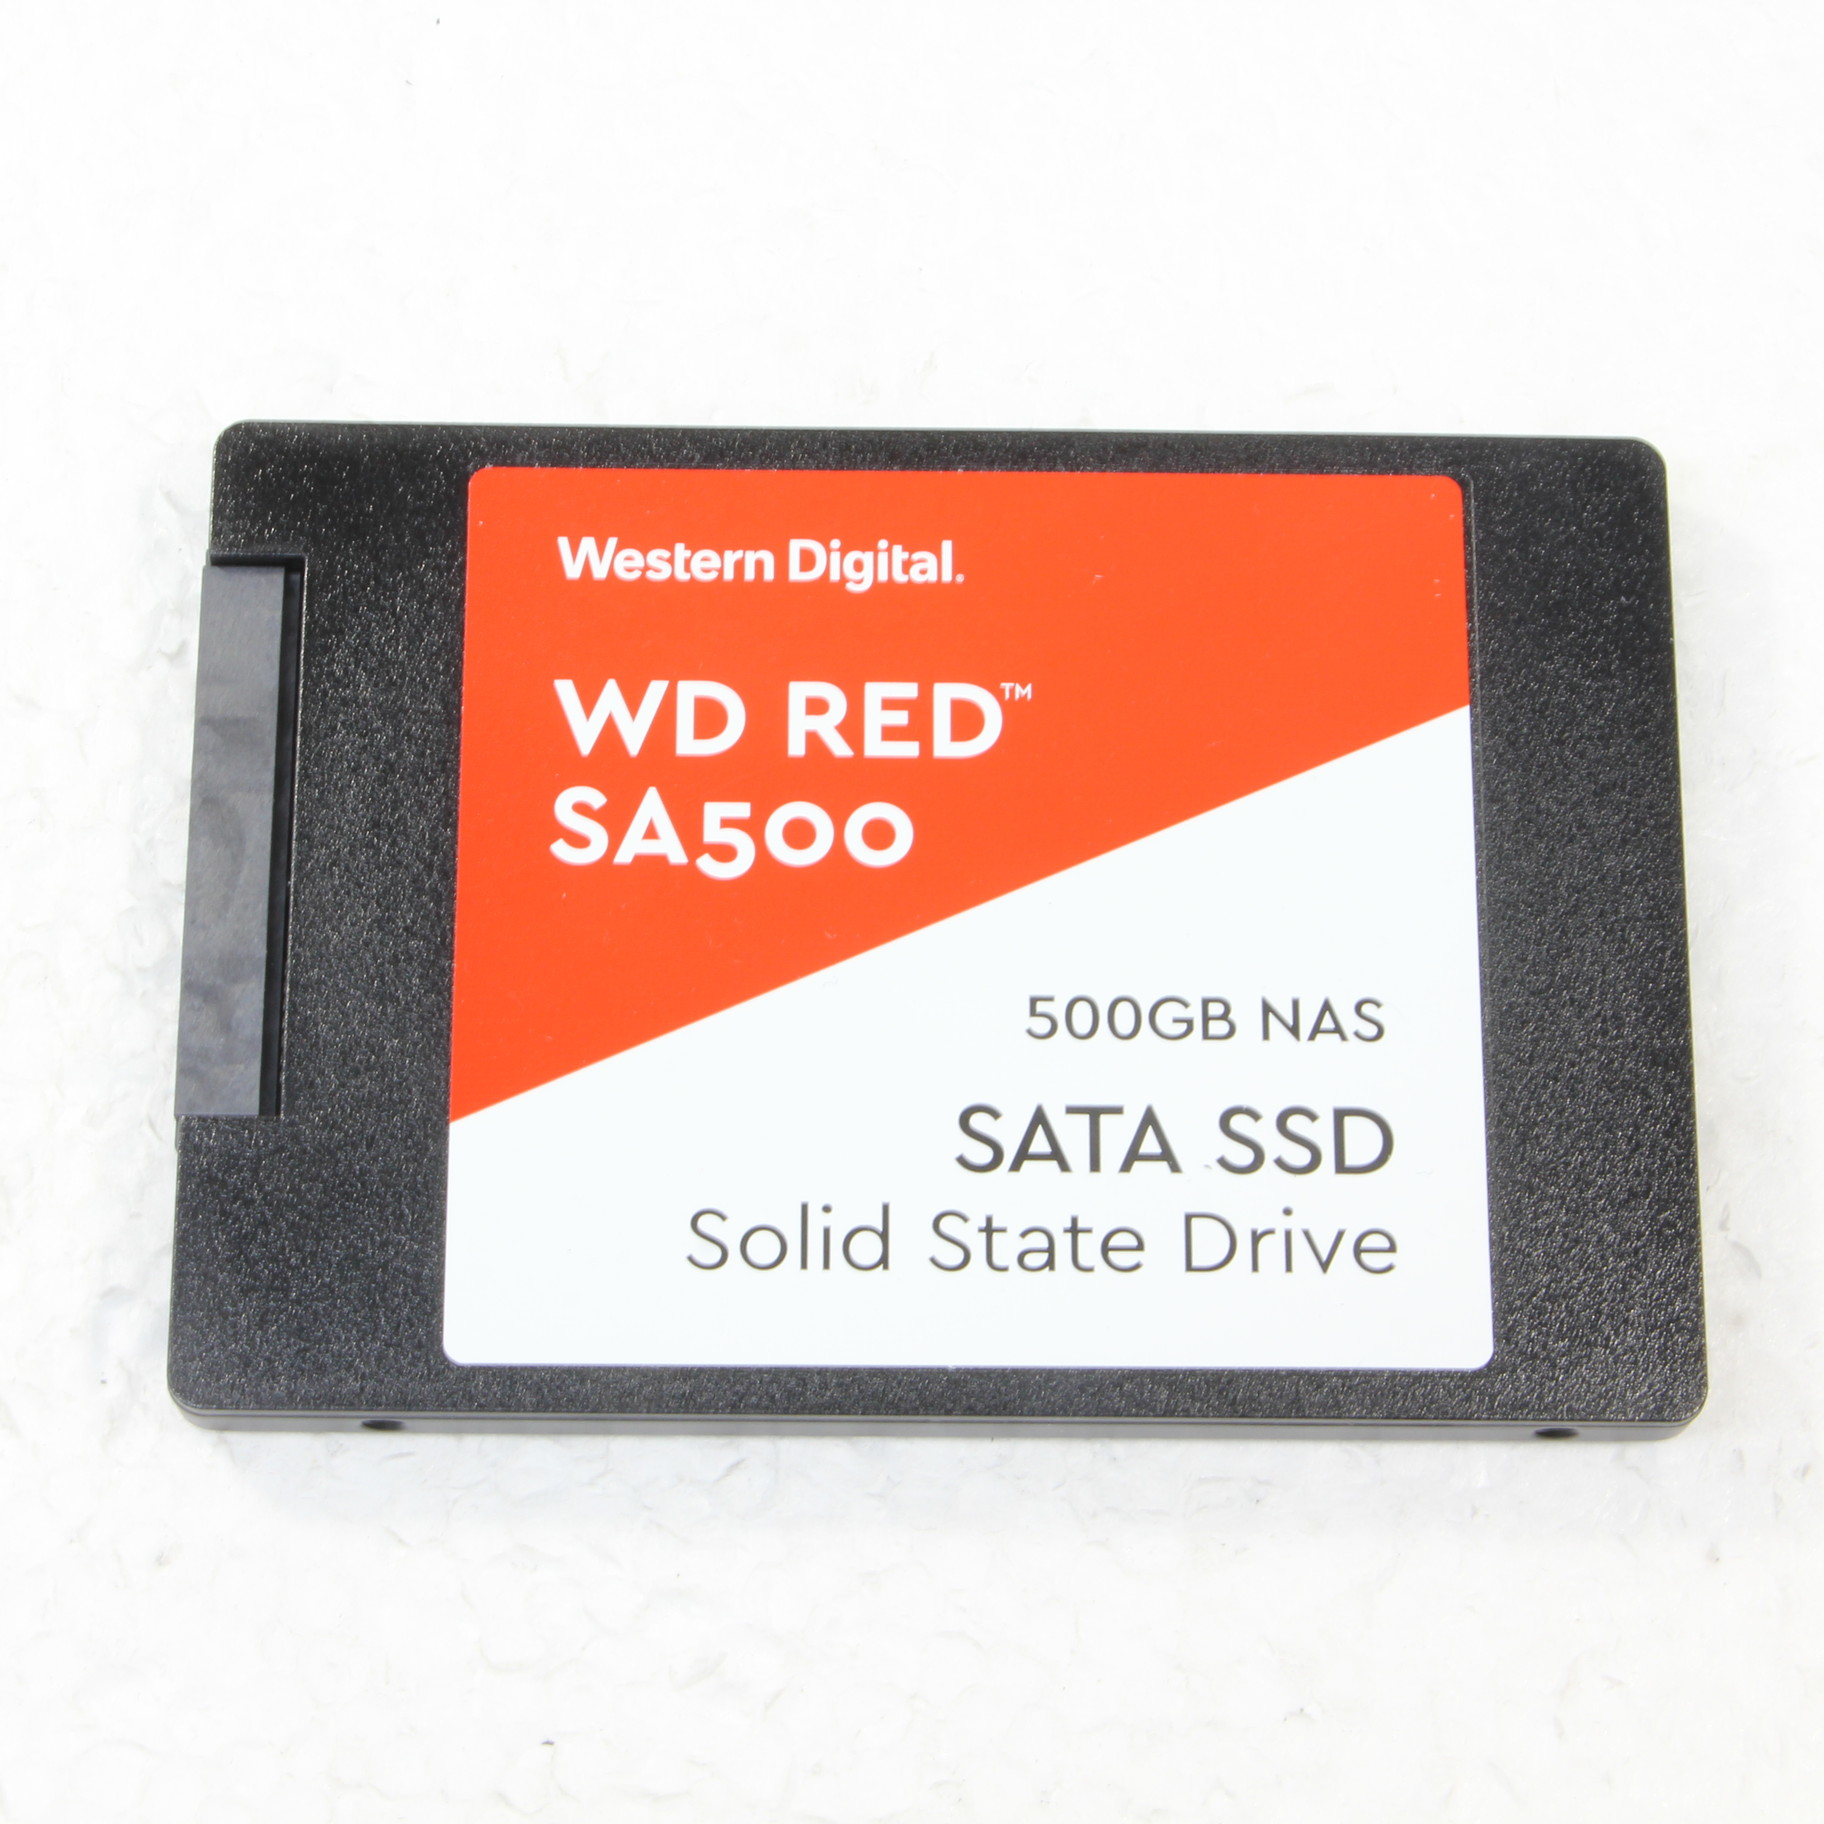 Western Digital.
WD RED™
SA500
500GB NAS
SATA SSD
Solid State Drive